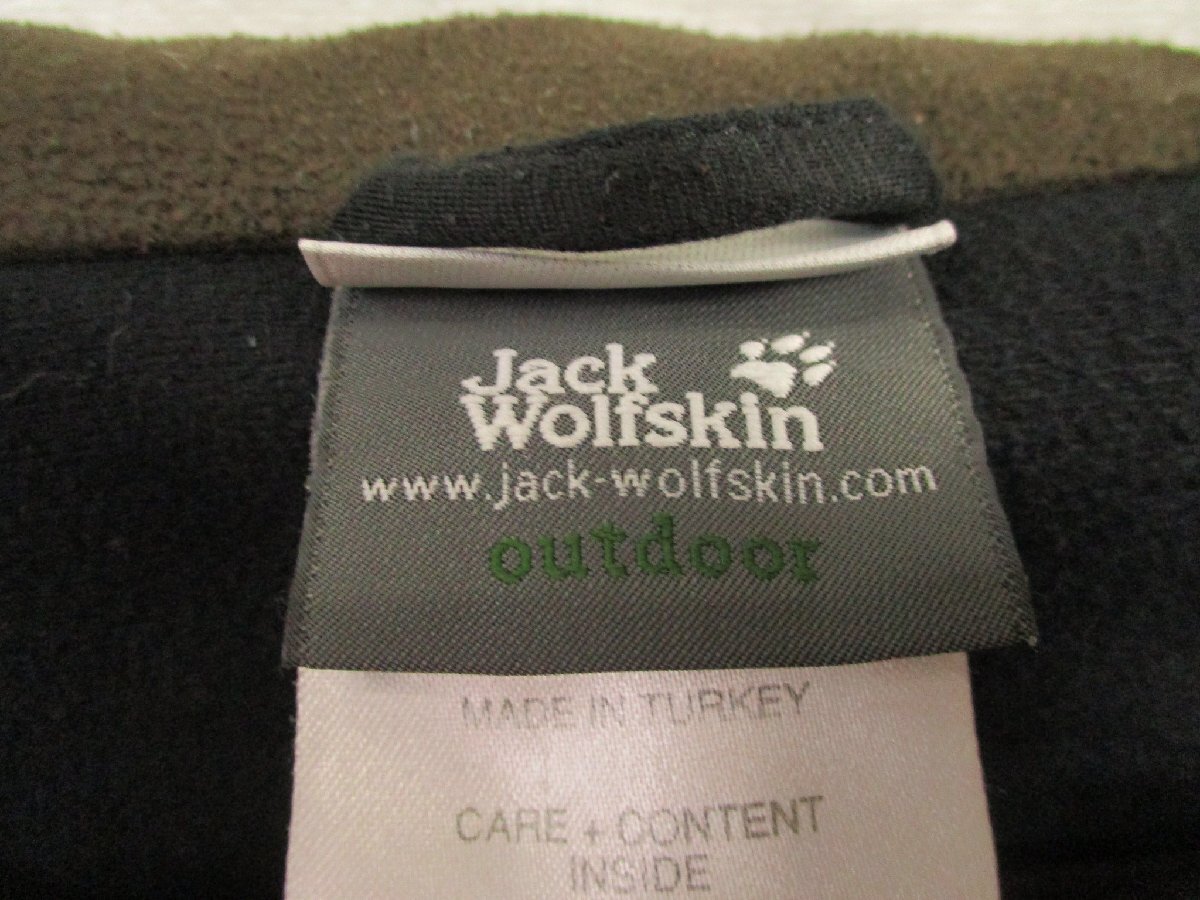 Jack
Wolfskin
www.jack-wolfskin.com
outdoor
MADE IN TURKEY
CARE + CONTENT
INSIDE